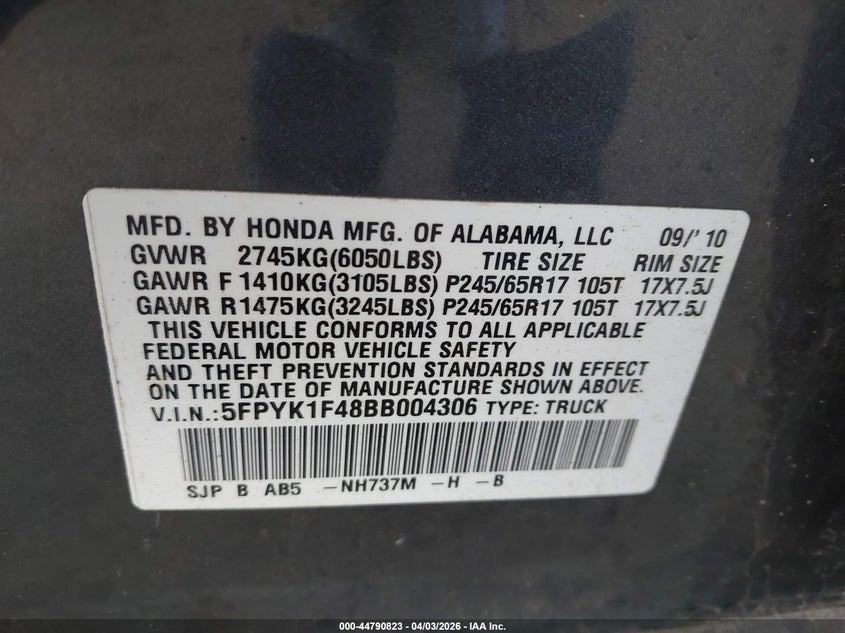 MFD. BY HONDA MFG. OF ALABAMA, LLC 09/'10
GVWR 2745KG(6050LBS) TIRE SIZE RIM SIZE
GAWR F 1410KG(3105LBS) P245/65R17 105T 17X7.5J
GAWR R 1475KG(3245LBS) P245/65R17 105T 17X7.5J
THIS VEHICLE CONFORMS TO ALL APPLICABLE
FEDERAL MOTOR VEHICLE SAFETY
AND THEFT PREVENTION STANDARDS IN EFFECT
ON THE DATE OF MANUFACTURE SHOWN ABOVE.
V.I.N.:5FPYK1F48BB004306 TYPE: TRUCK
SJP B AB5 -NH737M -H -B
000-44790823 - 04/03/2026 - IAA Inc.